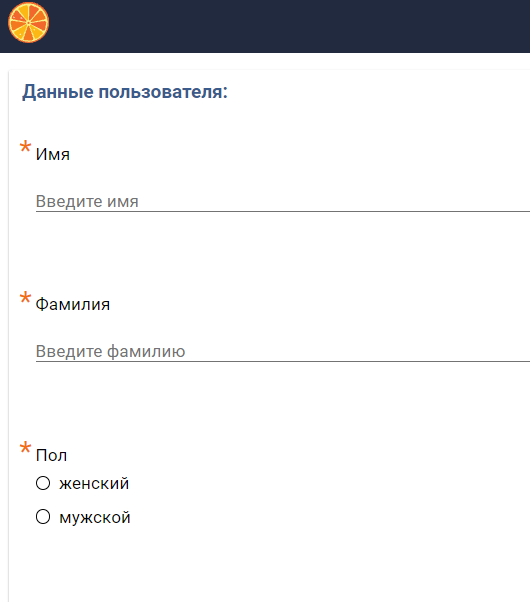 Данные пользователя:
* Имя
Введите имя
* Фамилия
Введите фамилию
* Пол
женский
мужской